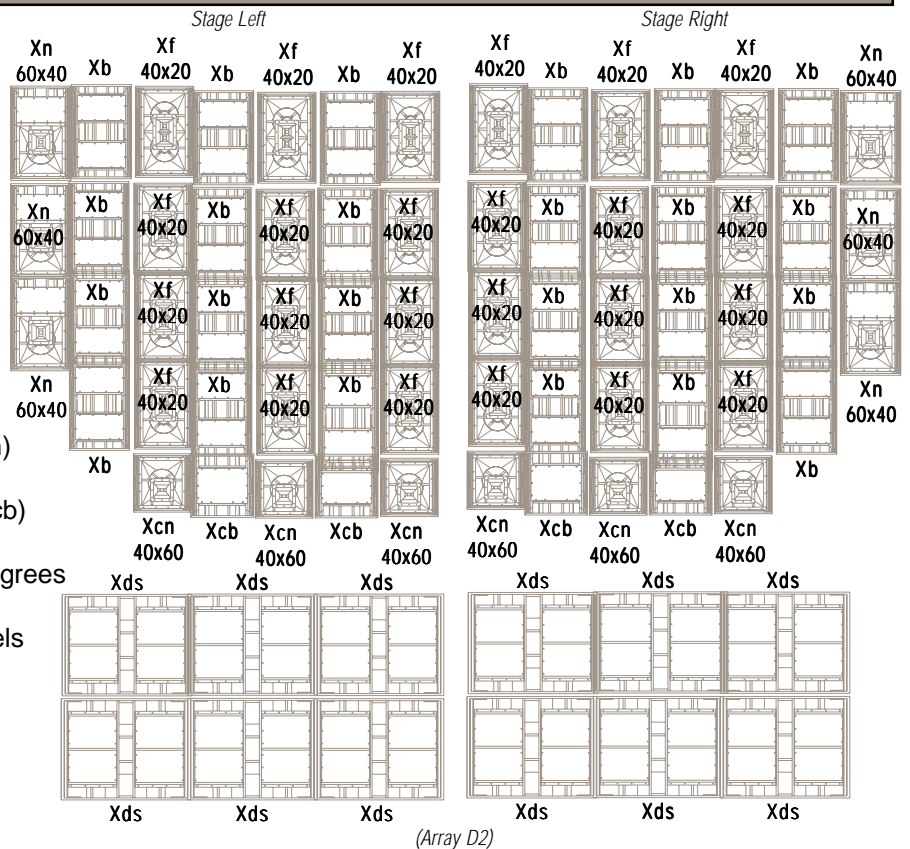 Stage Left
Stage Right
Xn Xb Xf Xb Xf Xb Xf
60x40 40x20 40x20 40x20
Xf Xb Xf Xb Xf Xb Xn
40x20 40x20 40x20 60x40
Xn Xb Xf Xb Xf Xb Xf
60x40 40x20 40x20 40x20
Xf Xb Xf Xb Xf Xb Xn
40x20 40x20 40x20 60x40
Xb Xf Xb Xf Xb Xf
40x20 40x20 40x20
Xf Xb Xf Xb Xf Xb
40x20 40x20 40x20
Xn
60x40
Xf Xb Xf Xb Xf
40x20 40x20 40x20
Xf Xb Xf Xb Xf
40x20 40x20 40x20
Xn
60x40
Xb
Xb
Xcn Xcb Xcn Xcb Xcn
40x60 40x60 40x60
Xcn Xcb Xcn Xcb Xcn
40x60 40x60 40x60
)
cb)
grees
els
Xds Xds Xds
Xds Xds Xds
Xds Xds Xds
Xds Xds Xds
(Array D2)